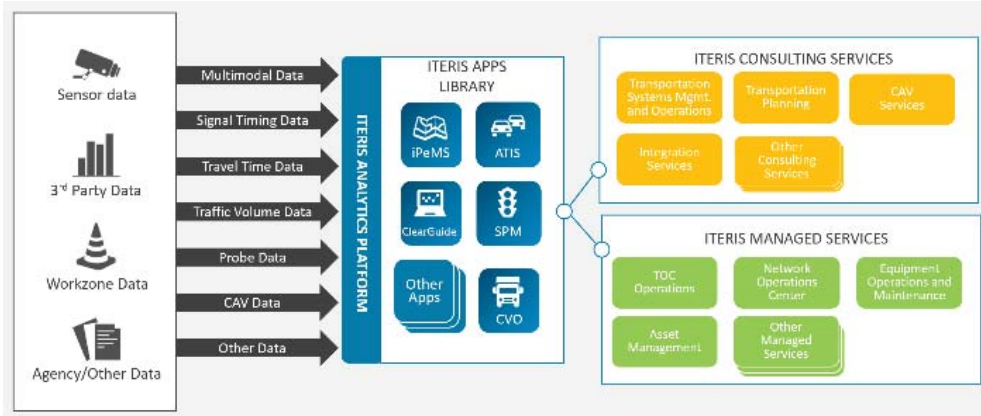 Sensor data
3rd Party Data
Workzone Data
Agency/Other Data
Multimodal Data
Signal Timing Data
Travel Time Data
Traffic Volume Data
Probe Data
CAV Data
Other Data
ITERIS ANALYTICS PLATFORM
ITERIS APPS
LIBRARY
iPeMS
ATIS
ClearGuide
SPM
Other
Apps
CVO
ITERIS CONSULTING SERVICES
Transportation
Systems Mgmt.
and Operations
Transportation
Planning
CAV
Services
Integration
Services
Other
Consulting
Services
ITERIS MANAGED SERVICES
TOC
Operations
Network
Operations
Center
Equipment
Operations and
Maintenance
Asset
Management
Other
Managed
Services